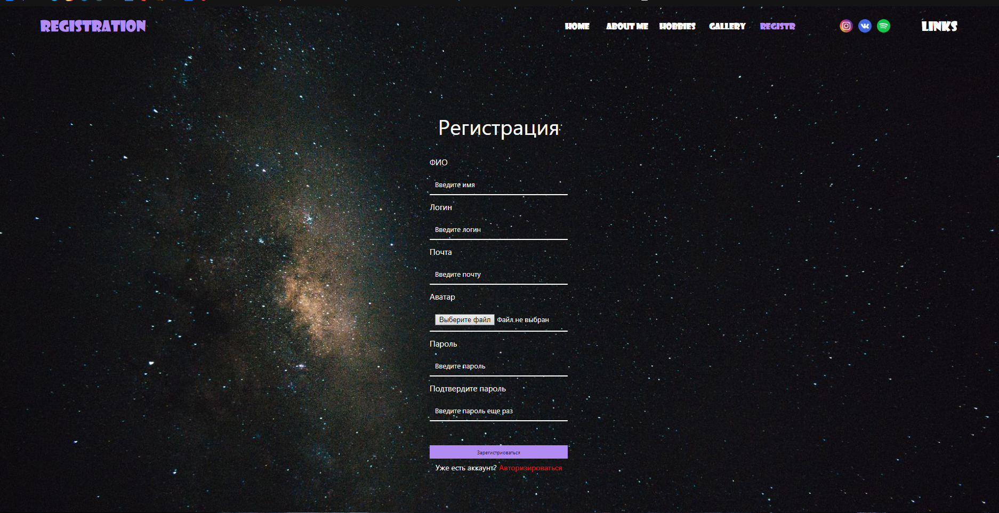 REGISTRATION
HOME ABOUT ME HOBBIES GALLERY REGISTR LINKS
Регистрация
ФИО
Введите имя
Логин
Введите логин
Почта
Введите почту
Аватар
Выберите файл Файл не выбран
Пароль
Введите пароль
Подтвердите пароль
Введите пароль еще раз
Зарегистриоваться
Уже есть аккаунт? Авторизироваться